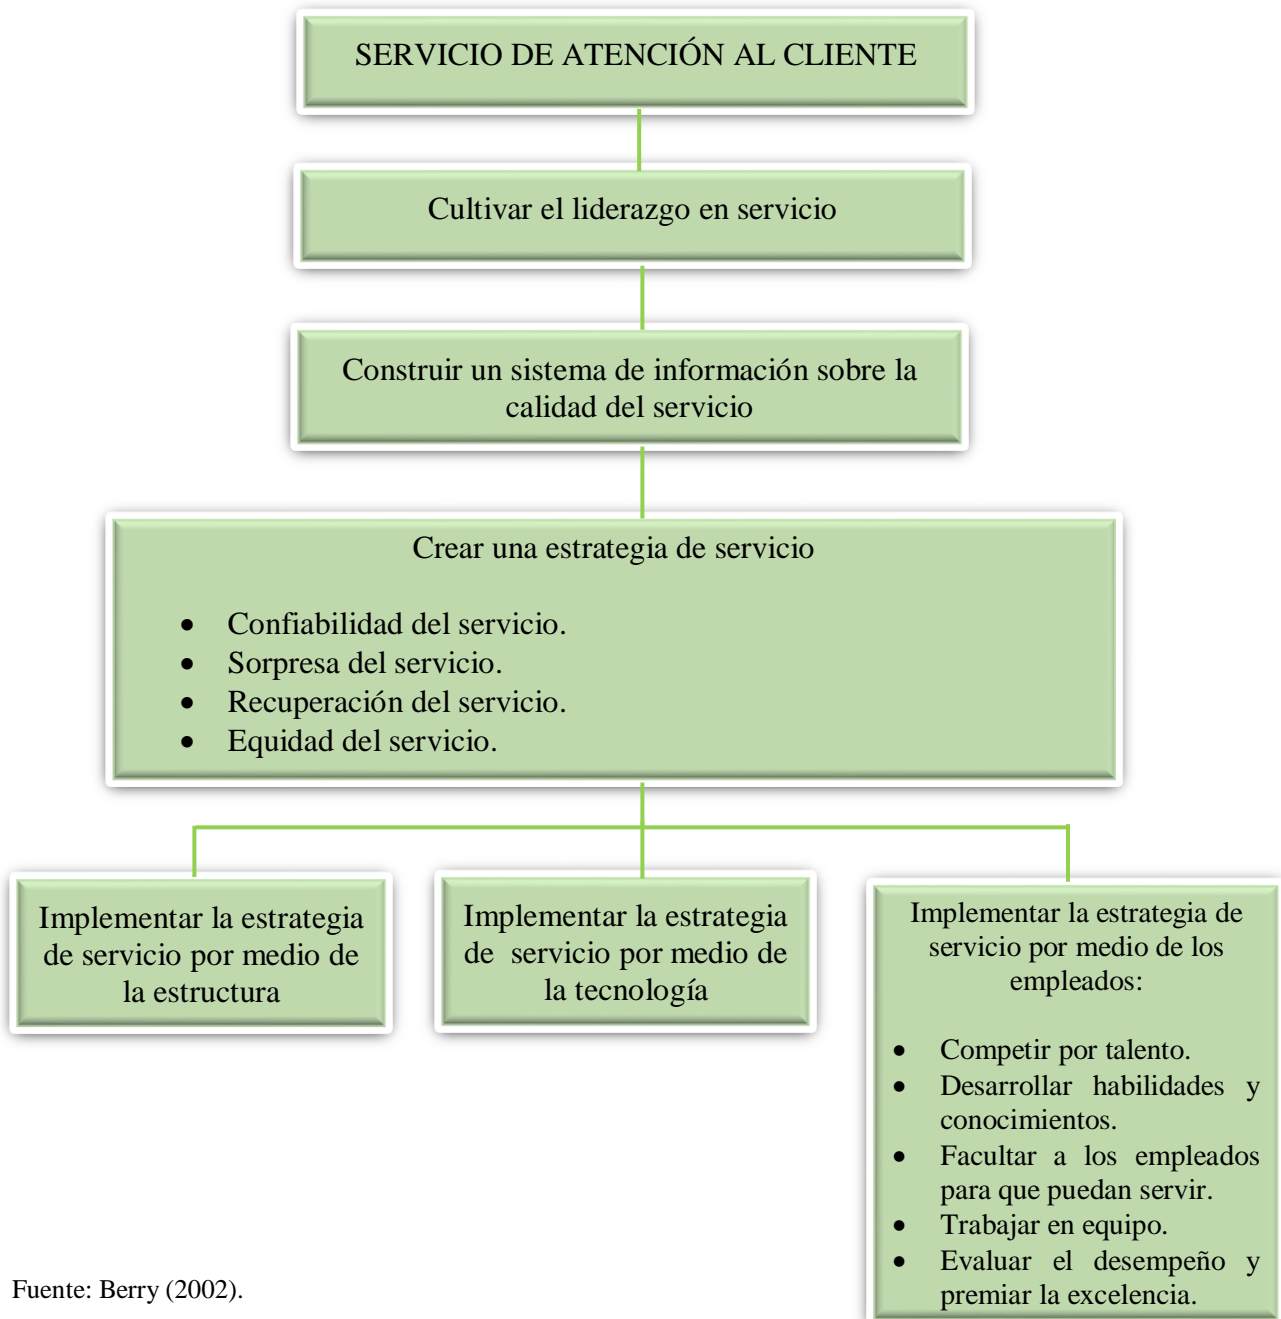 SERVICIO DE ATENCIÓN AL CLIENTE
Cultivar el liderazgo en servicio
Construir un sistema de información sobre la
calidad del servicio
Crear una estrategia de servicio
• Confiabilidad del servicio.
• Sorpresa del servicio.
• Recuperación del servicio.
• Equidad del servicio.
Implementar la estrategia
de servicio por medio de
la estructura
Implementar la estrategia
de servicio por medio de
la tecnología
Implementar la estrategia de
servicio por medio de los
empleados:
• Competir por talento.
• Desarrollar habilidades y
conocimientos.
• Facultar a los empleados
para que puedan servir.
• Trabajar en equipo.
• Evaluar el desempeño y
premiar la excelencia.
Fuente: Berry (2002).